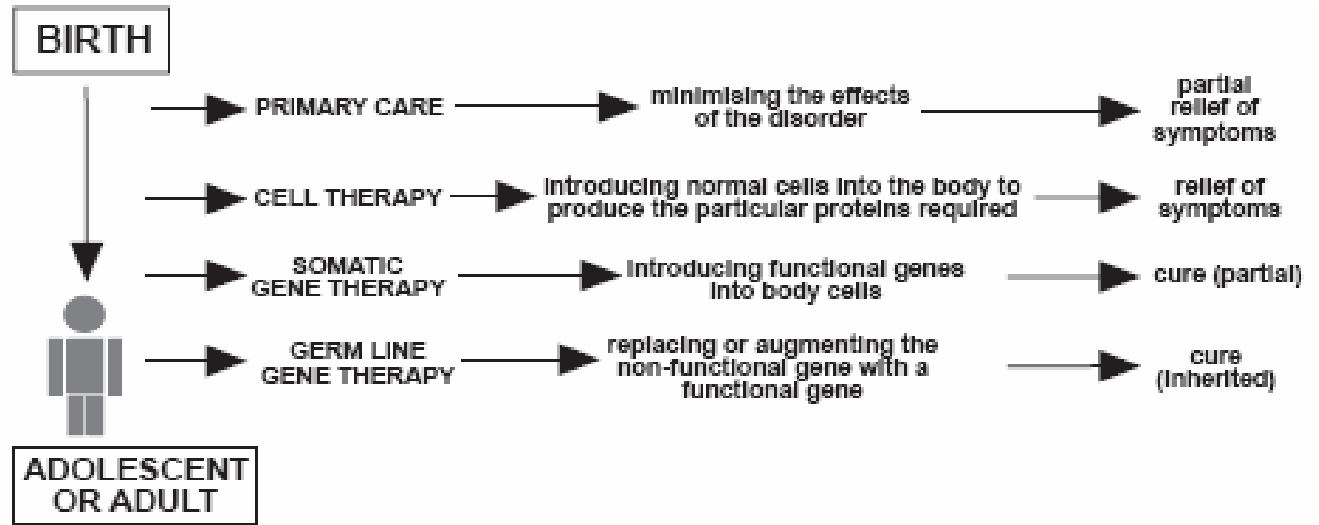 BIRTH
PRIMARY CARE
minimising the effects
of the disorder
partial
relief of
symptoms
CELL THERAPY
introducing normal cells into the body to
produce the particular proteins required
relief of
symptoms
SOMATIC
GENE THERAPY
introducing functional genes
into body cells
cure (partial)
GERM LINE
GENE THERAPY
replacing or augmenting the
non-functional gene with a
functional gene
cure
(inherited)
ADOLESCENT
OR ADULT